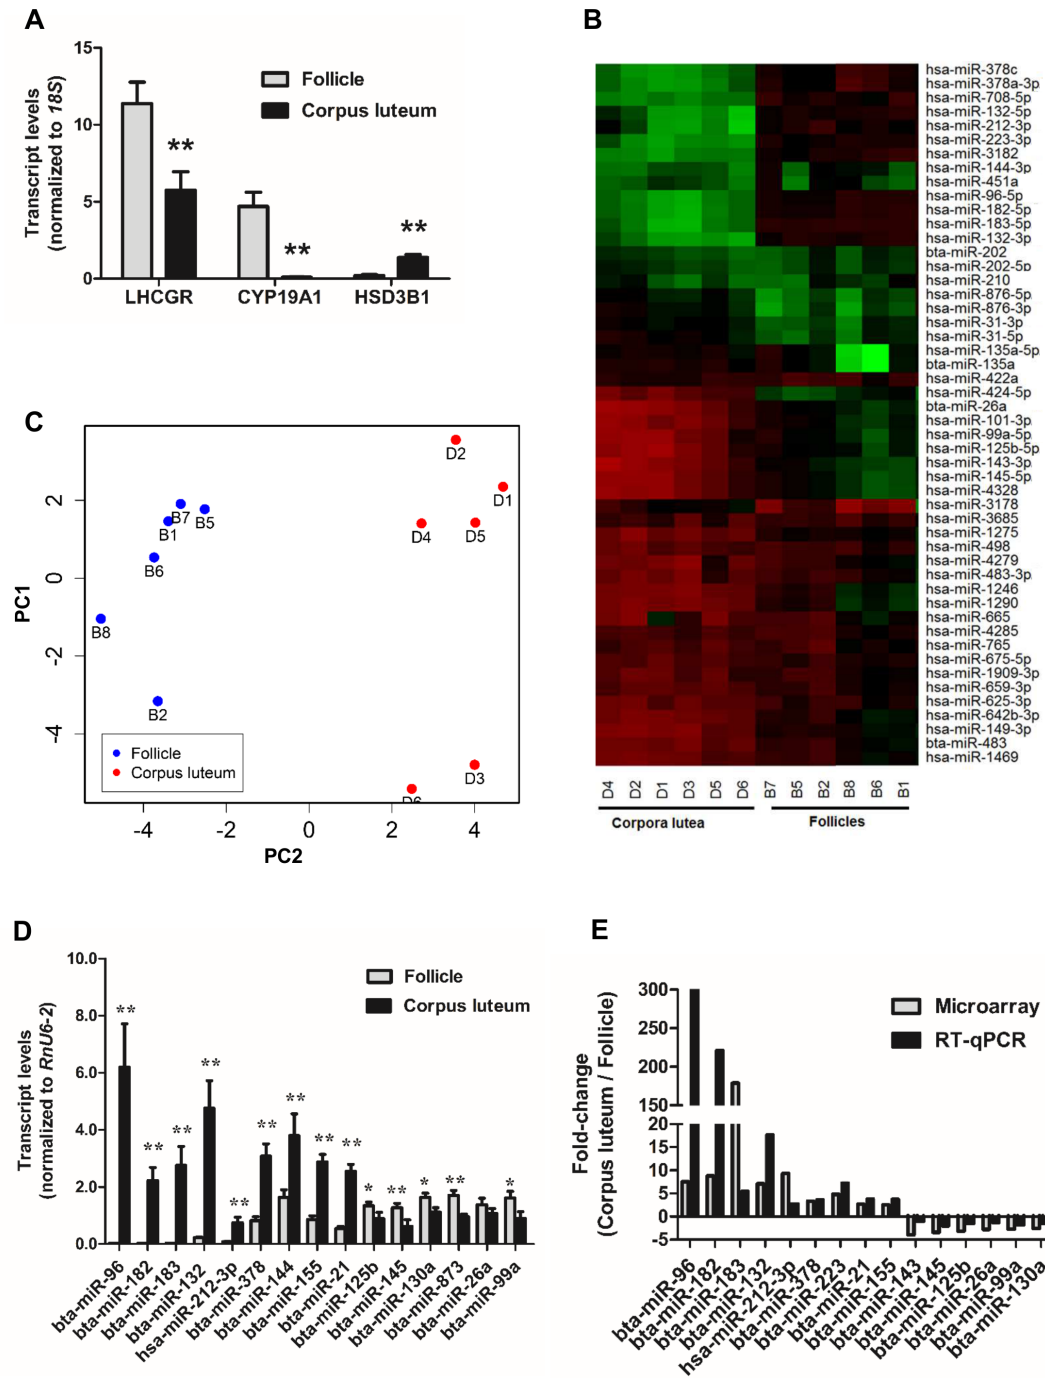 A
Transcript levels
(normalized to 18S)
15
10
5
0
Follicle
Corpus luteum
**
**
**
LHCGR
CYP19A1
HSD3B1
B
hsa-miR-378c
hsa-miR-378a-3p
hsa-miR-708-5p
hsa-miR-132-5p
hsa-miR-212-3p
hsa-miR-223-3p
hsa-miR-3182
hsa-miR-144-3p
hsa-miR-451a
hsa-miR-96-5p
hsa-miR-182-5p
hsa-miR-183-5p
hsa-miR-132-3p
bta-miR-202
hsa-miR-202-5p
hsa-miR-210
hsa-miR-876-5p
hsa-miR-876-3p
hsa-miR-31-3p
hsa-miR-31-5p
hsa-miR-135a-5p
bta-miR-135a
hsa-miR-422a
hsa-miR-424-5p
bta-miR-26a
hsa-miR-101-3p
hsa-miR-99a-5p
hsa-miR-125b-5p
hsa-miR-143-3p
hsa-miR-145-5p
hsa-miR-4328
hsa-miR-3178
hsa-miR-3685
hsa-miR-1275
hsa-miR-498
hsa-miR-4279
hsa-miR-483-3p
hsa-miR-1246
hsa-miR-1290
hsa-miR-665
hsa-miR-4285
hsa-miR-765
hsa-miR-675-5p
hsa-miR-1909-3p
hsa-miR-659-3p
hsa-miR-625-3p
hsa-miR-642b-3p
hsa-miR-149-3p
bta-miR-483
hsa-miR-1469
D4 D2 D1 D3 D5 D6 B7 B5 B2 B8 B6 B1
Corpora lutea
Follicles
C
PC1
2
0
-2
-4
D2
D1
D4
D5
B7
B5
B1
B6
B8
B2
D3
D6
Follicle
Corpus luteum
-4 -2 0 2 4
PC2
D
Transcript levels
(normalized to RnU6-2)
10.0
8.0
6.0
4.0
2.0
0.0
Follicle
Corpus luteum
** ** ** ** ** ** ** ** ** * ** * ** *
bta-miR-96
bta-miR-182
bta-miR-183
bta-miR-132
hsa-miR-212-3p
bta-miR-378
bta-miR-144
bta-miR-155
bta-miR-21
bta-miR-125b
bta-miR-145
bta-miR-130a
bta-miR-873
bta-miR-26a
bta-miR-99a
E
Fold-change
(Corpus luteum / Follicle)
300
250
200
150
20
15
10
5
0
-5
Microarray
RT-qPCR
bta-miR-96
bta-miR-182
bta-miR-183
bta-miR-132
hsa-miR-212-3p
bta-miR-378
bta-miR-223
bta-miR-21
bta-miR-155
bta-miR-143
bta-miR-145
bta-miR-125b
bta-miR-26a
bta-miR-99a
bta-miR-130a